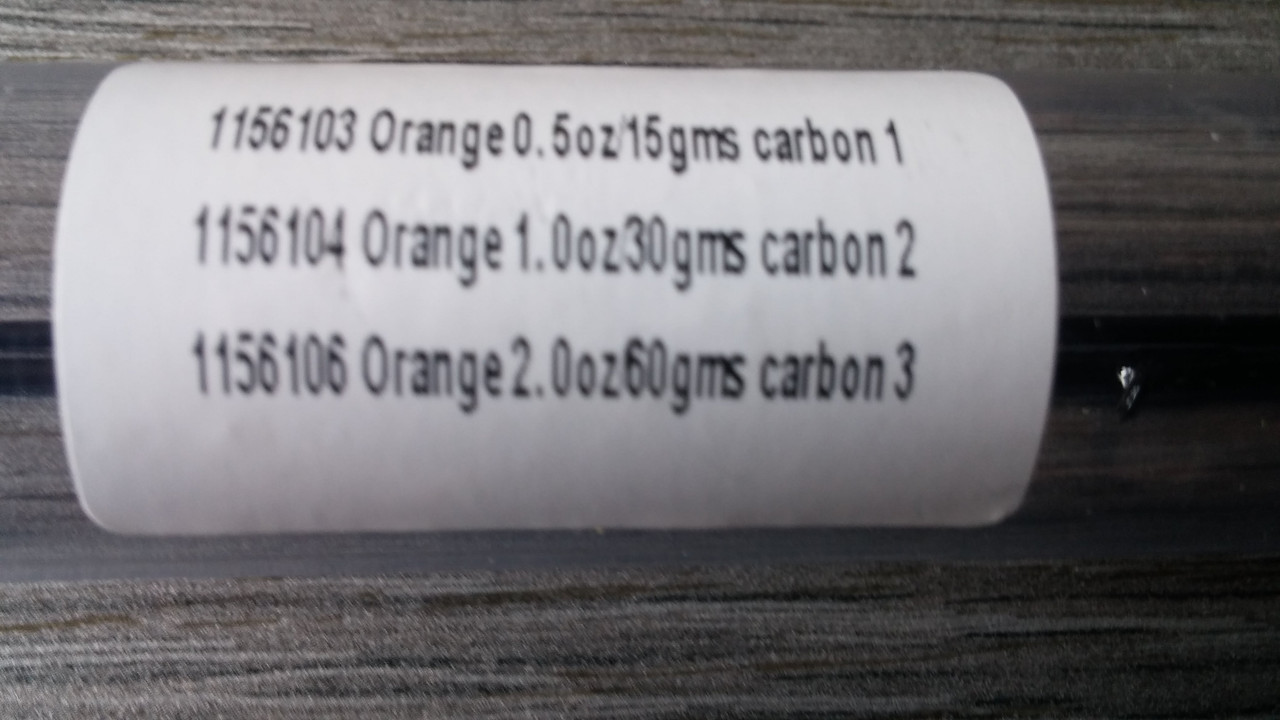 1156103 Orange 0.5oz/15gms carbon 1
1156104 Orange 1.0oz30gms carbon 2
1156106 Orange 2.0oz60gms carbon 3